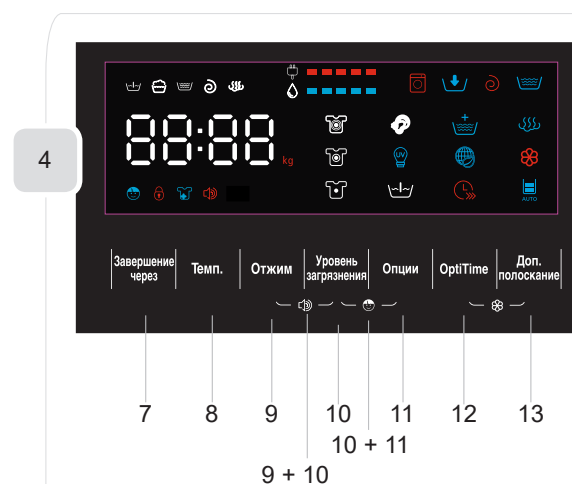 4
88:88
kg
UV
AUTO
Завершение через
Темп.
Отжим
Уровень загрязнения
Опции
OptiTime
Доп. полоскание
7
8
9
10
11
12
13
10 + 11
9 + 10